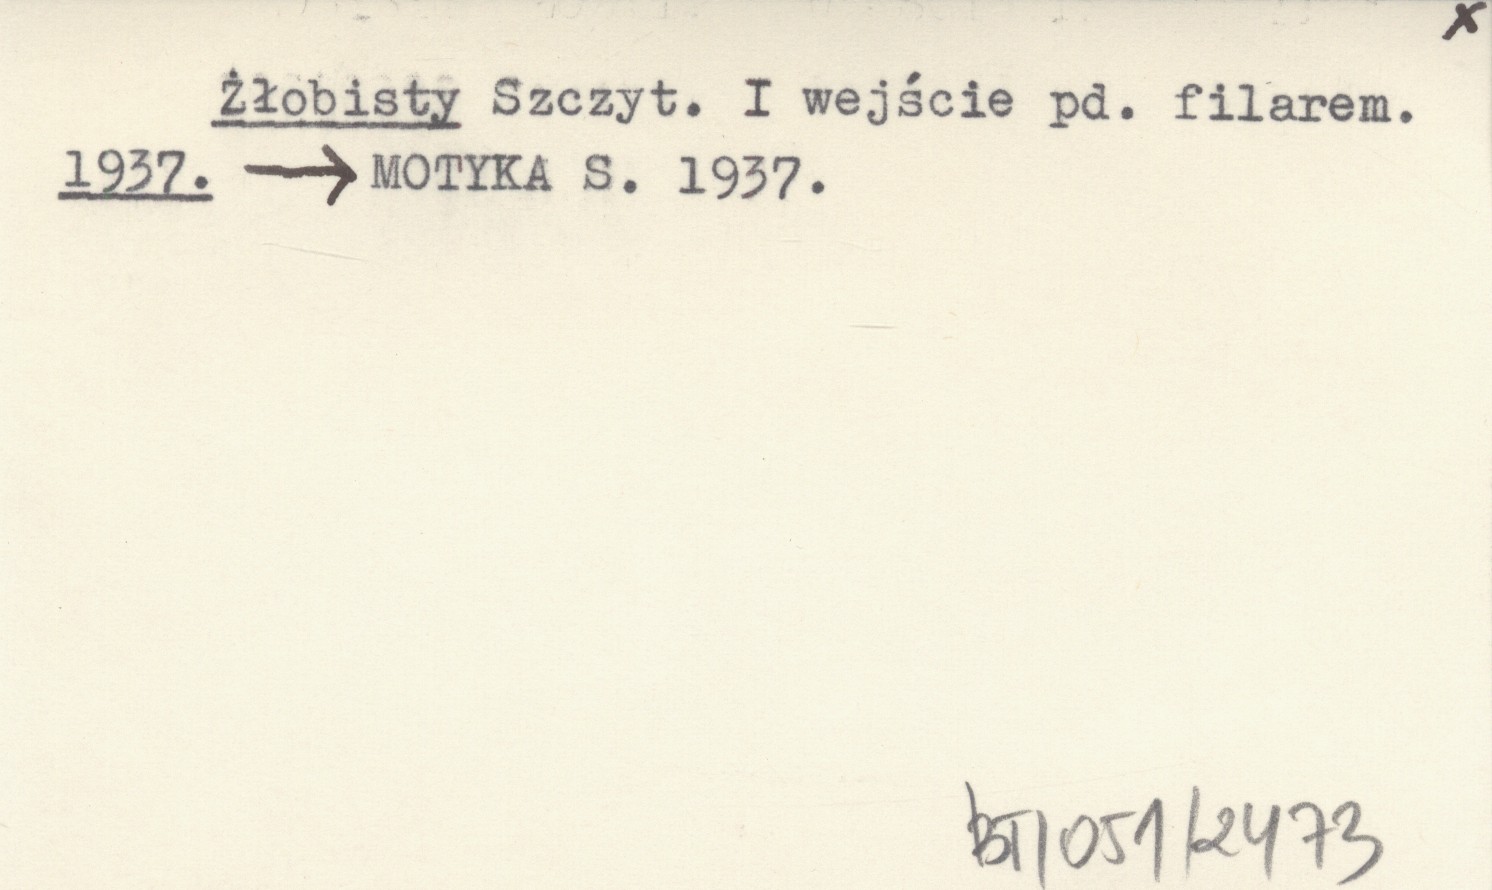 x
Żłobisty Szczyt. I wejście pd. filarem.
1937. → MOTYKA S. 1937.
BT/051/2473